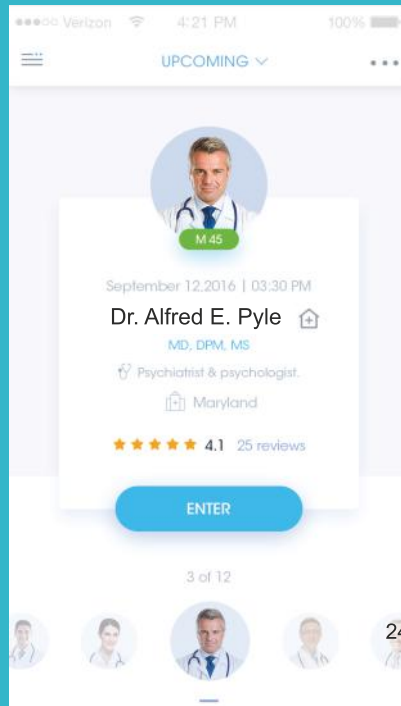 Verizon 4:21 PM 100%
UPCOMING
M 45
September 12,2016 | 03:30 PM
Dr. Alfred E. Pyle
MD, DPM, MS
Psychiatrist & psychologist.
Maryland
4.1 25 reviews
ENTER
3 of 12
24